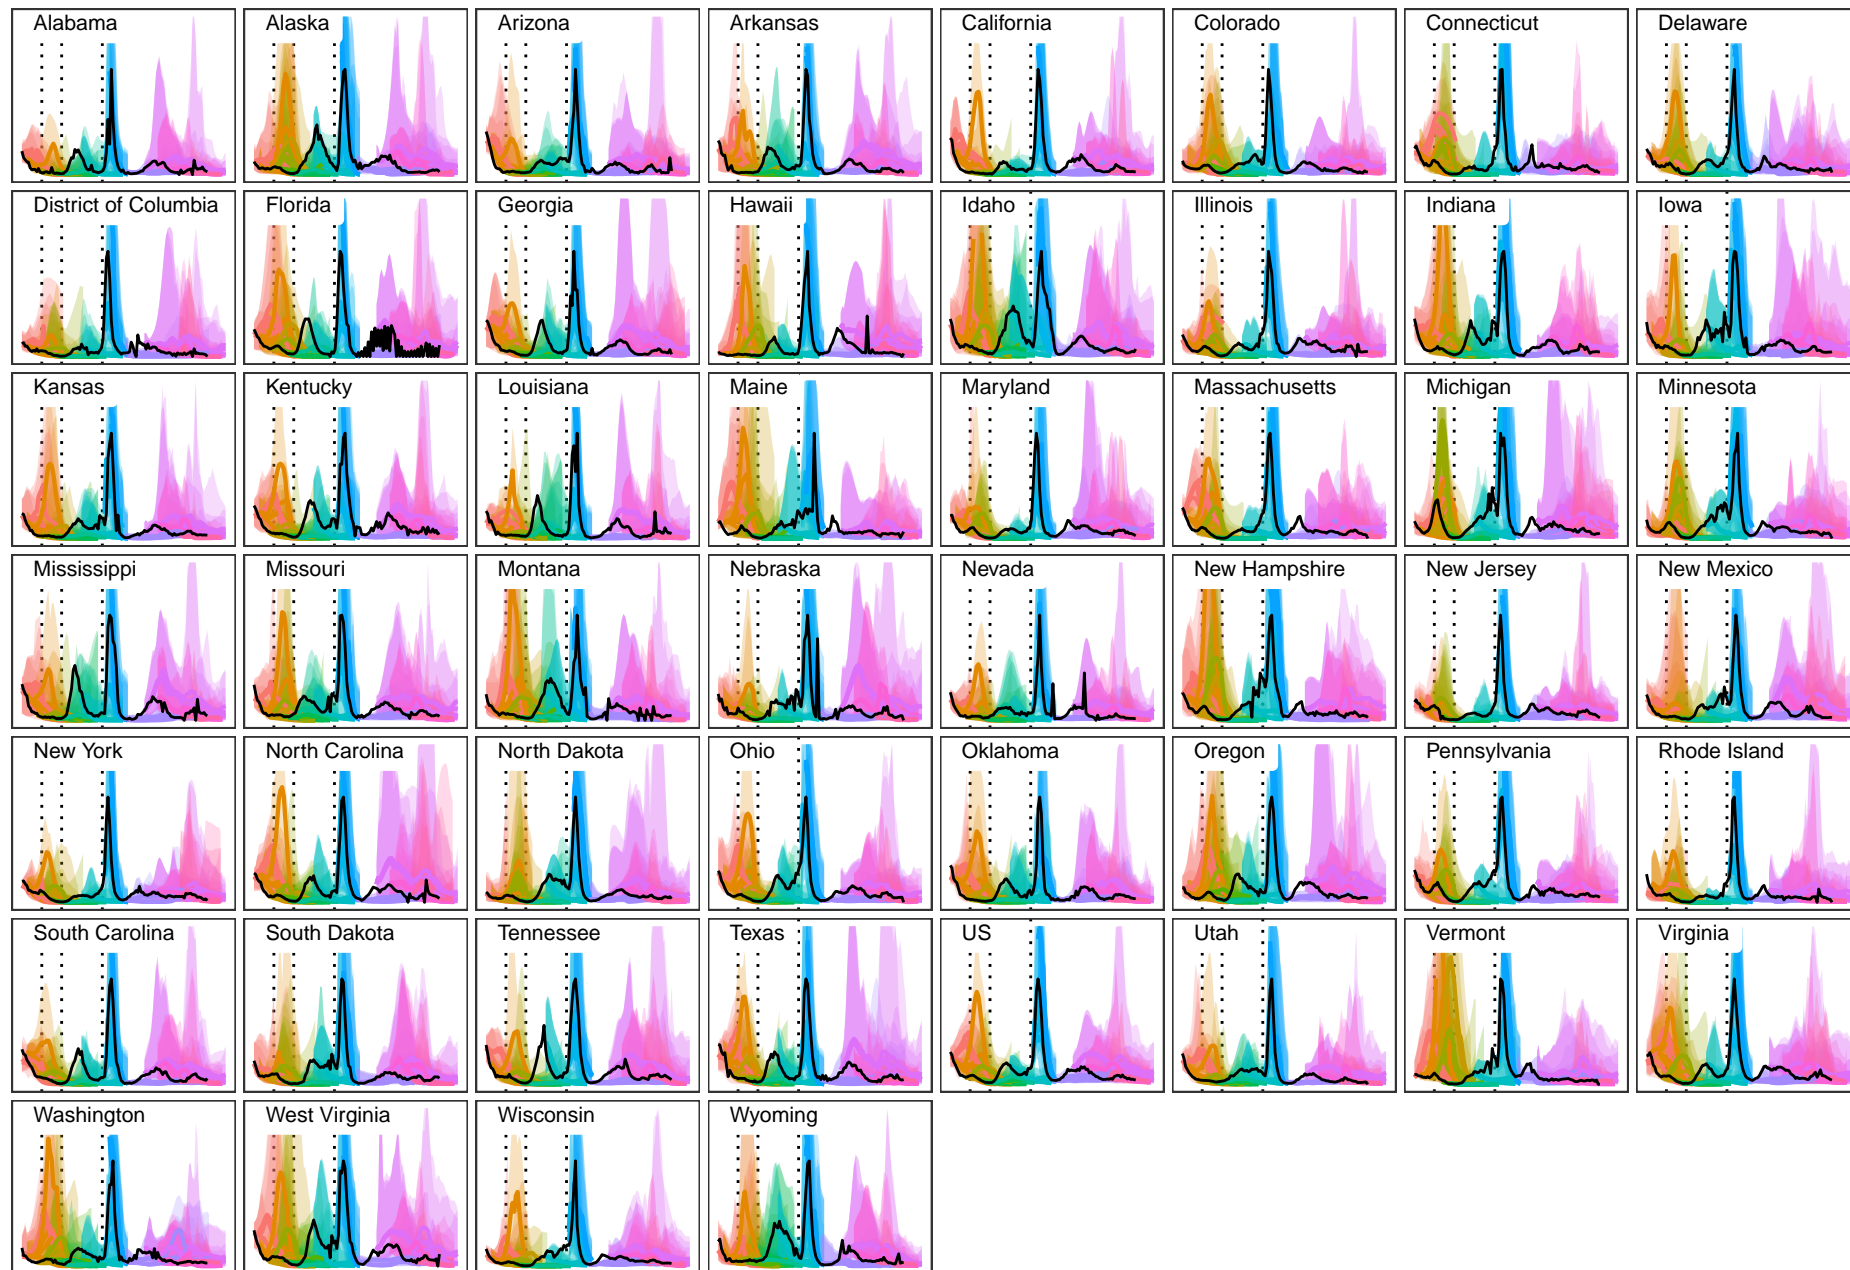 Alabama
Alaska
Arizona
Arkansas
California
Colorado
Connecticut
Delaware
District of Columbia
Florida
Georgia
Hawaii
Idaho
Illinois
Indiana
Iowa
Kansas
Kentucky
Louisiana
Maine
Maryland
Massachusetts
Michigan
Minnesota
Mississippi
Missouri
Montana
Nebraska
Nevada
New Hampshire
New Jersey
New Mexico
New York
North Carolina
North Dakota
Ohio
Oklahoma
Oregon
Pennsylvania
Rhode Island
South Carolina
South Dakota
Tennessee
Texas
US
Utah
Vermont
Virginia
Washington
West Virginia
Wisconsin
Wyoming